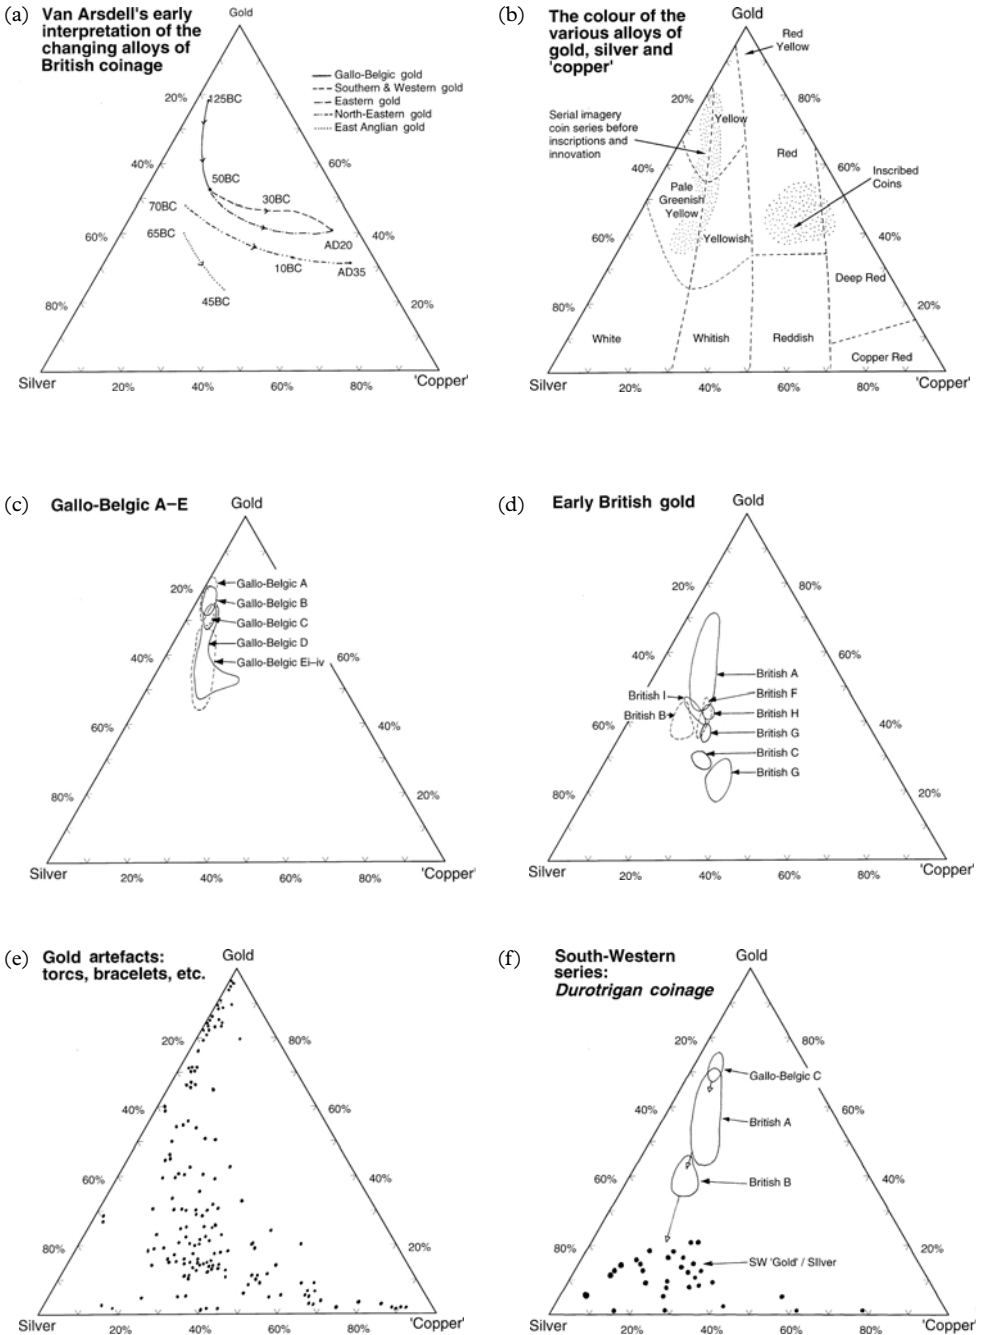 (a) Van Arsdell's early
interpretation of the
changing alloys of
British coinage
Gold
Gallo-Belgic gold
Southern & Western gold
Eastern gold
North-Eastern gold
East Anglian gold
20%
125BC
40%
60%
50BC
30BC
70BC
65BC
60%
AD20
40%
10BC
AD35
45BC
80%
20%
Silver
20%
40%
60%
80%
'Copper'
(b) The colour of the
various alloys of
gold, silver and
'copper'
Gold
Red
Yellow
20%
80%
Serial imagery
coin series before
inscriptions and
innovation
Yellow
Red
40%
60%
Inscribed
Coins
Pale
Greenish
Yellow
60%
Yellowish
40%
Deep Red
80%
20%
White
Whitish
Reddish
Copper Red
Silver
20%
40%
60%
80%
'Copper'
(c) Gallo-Belgic A–E
Gold
20%
Gallo-Belgic A
Gallo-Belgic B
Gallo-Belgic C
Gallo-Belgic D
Gallo-Belgic Ei–iv
40%
60%
60%
40%
80%
20%
Silver
20%
40%
60%
80%
'Copper'
(d) Early British gold
Gold
20%
80%
40%
60%
British A
British I
British F
British B
British H
60%
British G
40%
British C
British G
80%
20%
Silver
20%
40%
60%
80%
'Copper'
(e) Gold artefacts:
torcs, bracelets, etc.
Gold
20%
80%
40%
60%
60%
40%
80%
20%
Silver
20%
40%
60%
80%
'Copper'
(f) South-Western
series:
Durotrigan coinage
Gold
20%
80%
Gallo-Belgic C
40%
60%
British A
60%
British B
40%
80%
20%
SW 'Gold' / SIlver
Silver
20%
40%
60%
80%
'Copper'